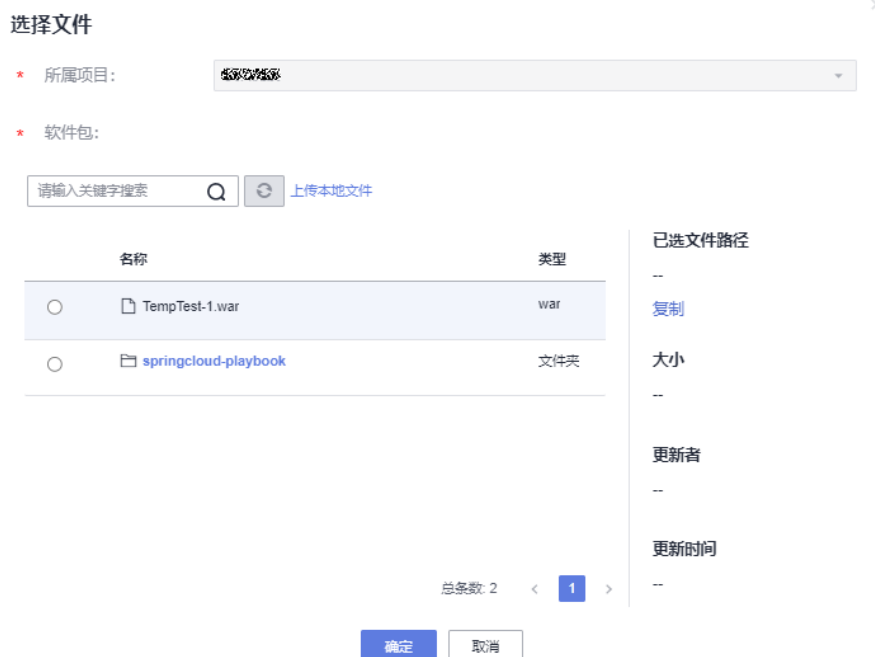 选择文件
* 所属项目:
* 软件包:
请输入关键字搜索 上传本地文件
名称 类型
TempTest-1.war war
springcloud-playbook 文件夹
总条数: 2 < 1 >
已选文件路径
--
复制
大小
--
更新者
--
更新时间
--
确定 取消